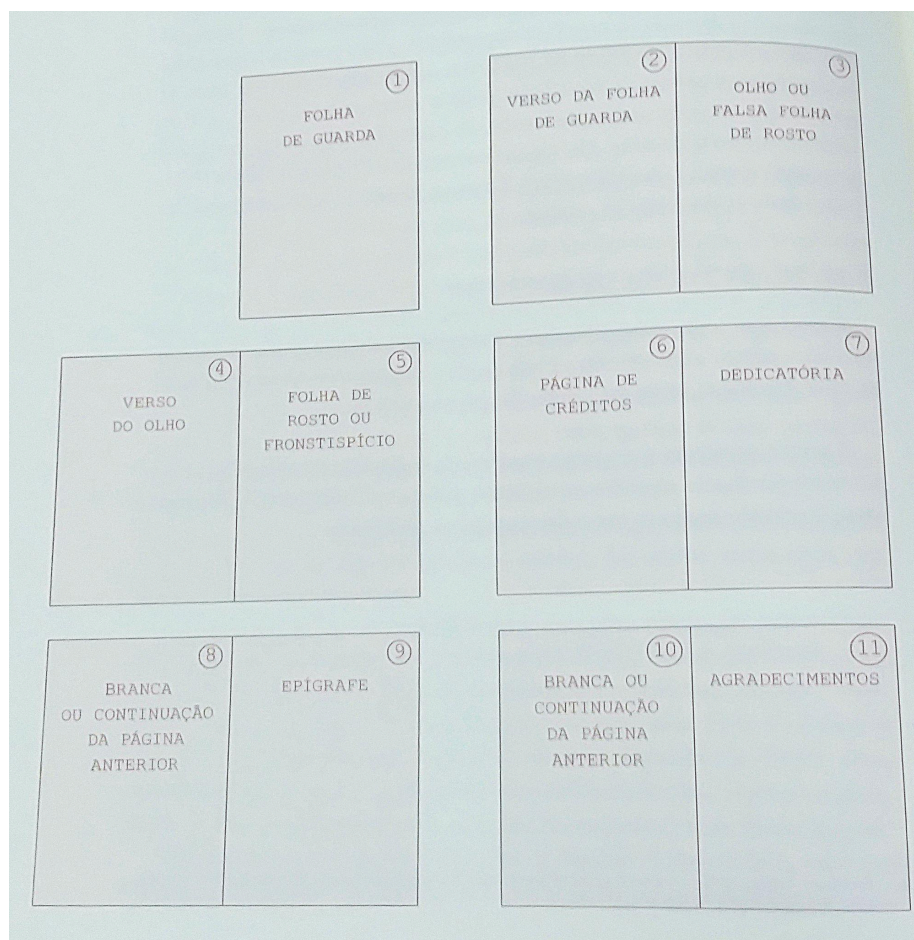 1
FOLHA
DE GUARDA
2
VERSO DA FOLHA
DE GUARDA
3
OLHO OU
FALSA FOLHA
DE ROSTO
4
VERSO
DO OLHO
5
FOLHA DE
ROSTO OU
FRONSTISPÍCIO
6
PÁGINA DE
CRÉDITOS
7
DEDICATÓRIA
8
BRANCA
OU CONTINUAÇÃO
DA PÁGINA
ANTERIOR
9
EPÍGRAFE
10
BRANCA OU
CONTINUAÇÃO
DA PÁGINA
ANTERIOR
11
AGRADECIMENTOS